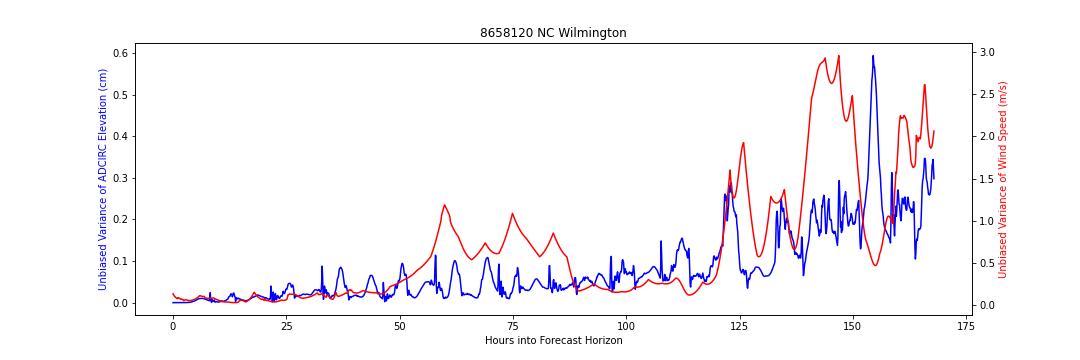 8658120 NC Wilmington
Unbiased Variance of ADCIRC Elevation (cm)
0.6
0.5
0.4
0.3
0.2
0.1
0.0
3.0
2.5
2.0
1.5
1.0
0.5
0.0
Unbiased Variance of Wind Speed (m/s)
0 25 50 75 100 125 150 175
Hours into Forecast Horizon